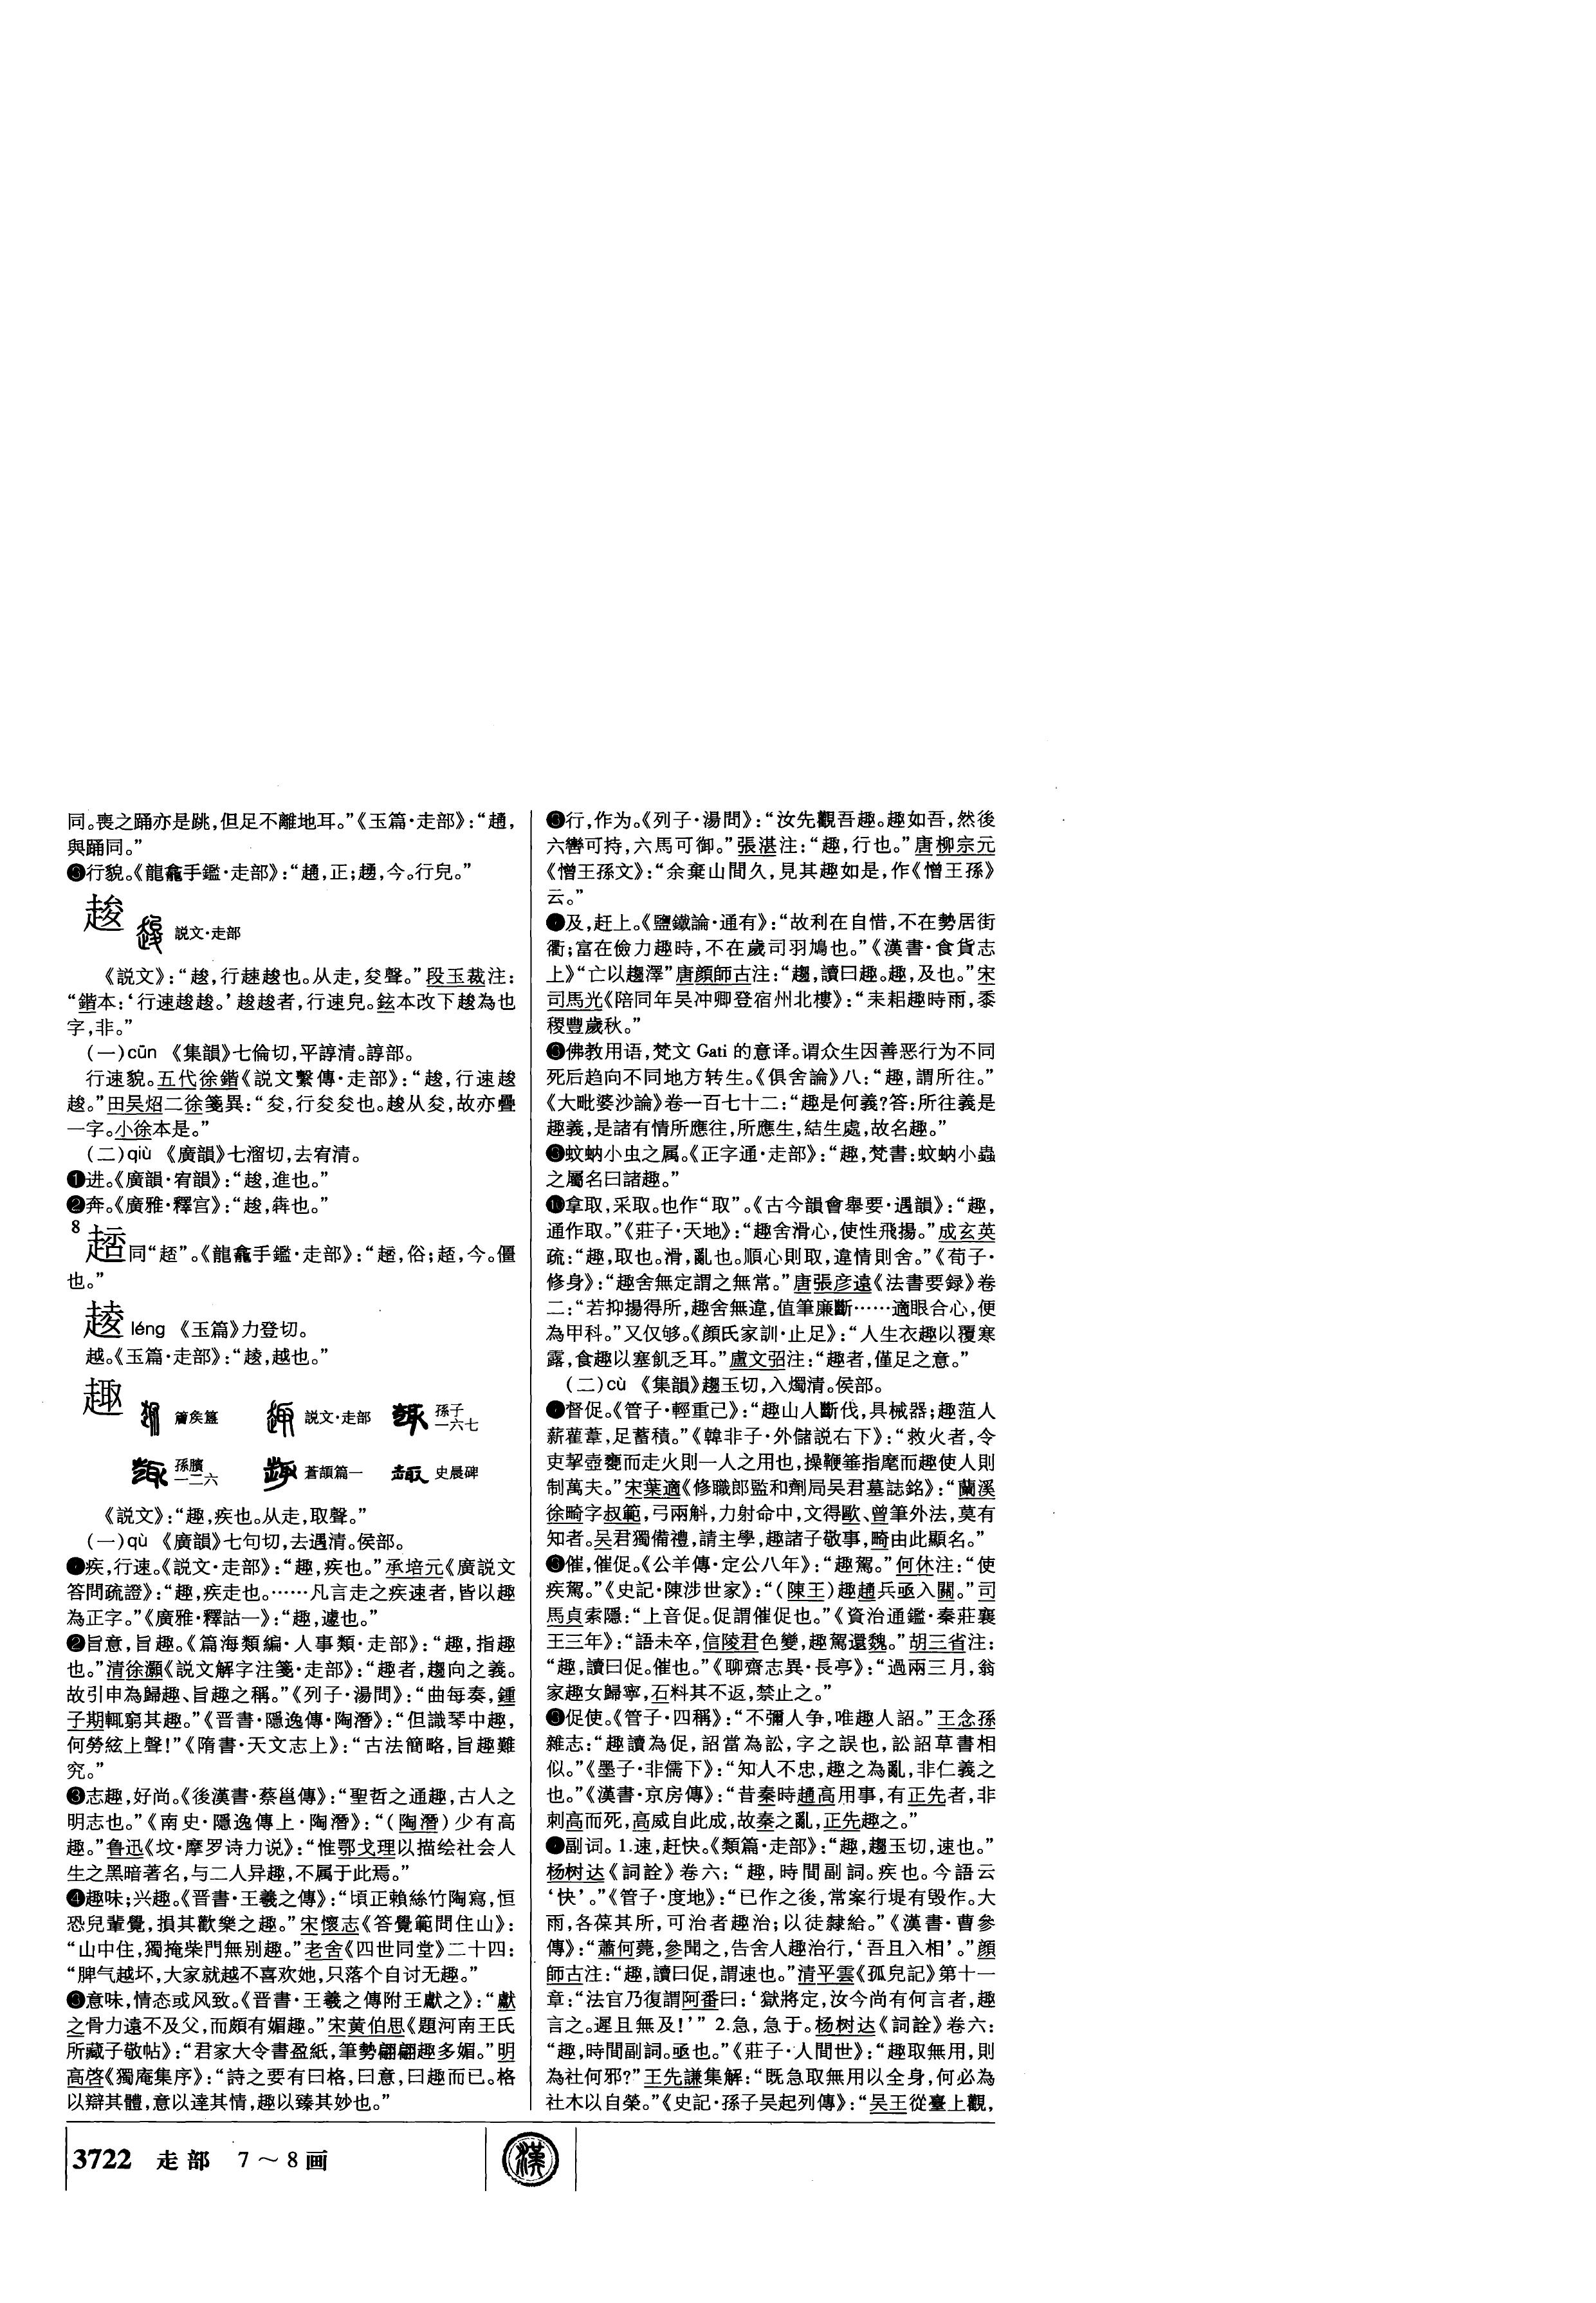 同。喪之踊亦是跳，但足不離地耳。”《玉篇·走部》：“䞻，
與踊同。”
❸行貌。《龍龕手鑑·走部》：“䞻，正；趥，今。行皃。”
趚 説文·走部
《説文》：“䞭，行䞭䞭也。从走，夋聲。”段玉裁注：
“鍇本：‘行速䞭䞭。’䞭䞭者，行速皃。鉉本改下䞭為也
字，非。”
（一）cūn 《集韻》七倫切，平諄清。諄部。
行速貌。五代徐鍇《説文繫傳·走部》：“䞭，行速䞭
䞭。”田吴炤二徐箋異：“夋，行夋夋也。䞭从夋，故亦疊
一字。小徐本是。”
（二）qiù 《廣韻》七溜切，去宥清。
❶进。《廣韻·宥韻》：“䞭，進也。”
❷奔。《廣雅·釋宫》：“䞭，犇也。”
8
同“䞳”。《龍龕手鑑·走部》：“俗；今。僵
也。”
䞲 léng 《玉篇》力登切。
越。《玉篇·走部》：“越也。”
趣
簠 説文·走部 孫子
一六七
孫臏
一二六 蒼頡篇一 史晨碑
《説文》：“趣，疾也。从走，取聲。”
（一）qù 《廣韻》七句切，去遇清。侯部。
❶疾，行速。《説文·走部》：“趣，疾也。”承培元《廣説文
答問疏證》：“趣，疾走也。……凡言走之疾速者，皆以趣
為正字。”《廣雅·釋詁一》：“趣，遽也。”
❷旨意，旨趣。《篇海類編·人事類·走部》：“趣，指趣
也。”清徐灝《説文解字注箋·走部》：“趣者，趨向之義。
故引申為歸趣、旨趣之稱。”《列子·湯問》：“曲每奏，鍾
子期輒窮其趣。”《晋書·隱逸傳·陶潛》：“但識琴中趣，
何勞絃上聲！”《隋書·天文志上》：“古法簡略，旨趣難
究。”
❸志趣，好尚。《後漢書·蔡邕傳》：“聖哲之通趣，古人之
明志也。”《南史·隱逸傳上·陶潛》：“（陶潛）少有高
趣。”鲁迅《坟·摩罗诗力说》：“惟鄂戈理以描绘社会人
生之黑暗著名，与二人异趣，不属于此焉。”
❹趣味；兴趣。《晋書·王羲之傳》：“頃正賴絲竹陶寫，恒
恐兒輩覺，損其歡樂之趣。”宋懷志《答覺範問住山》：
“山中住，獨掩柴門無别趣。”老舍《四世同堂》二十四：
“脾气越坏，大家就越不喜欢她，只落个自讨无趣。”
❺意味，情态或风致。《晋書·王羲之傳附王獻之》：“獻
之骨力遠不及父，而頗有媚趣。”宋黄伯思《題河南王氏
所藏子敬帖》：“君家大令書盈紙，筆勢翩翩趣多媚。”明
高啓《獨庵集序》：“詩之要有曰格，曰意，曰趣而已。格
以辯其體，意以達其情，趣以臻其妙也。”
❻行，作为。《列子·湯問》：“汝先觀吾趣。趣如吾，然後
六轡可持，六馬可御。”張湛注：“趣，行也。”唐柳宗元
《憎王孫文》：“余棄山間久，見其趣如是，作《憎王孫》
云。”
❼及，赶上。《鹽鐵論·通有》：“故利在自惜，不在勢居街
衢；富在儉力趣時，不在歲司羽鳩也。”《漢書·食貨志
上》“亡以趨澤”唐顔師古注：“趨，讀曰趣。趣，及也。”宋
司馬光《陪同年吴冲卿登宿州北樓》：“耒耜趣時雨，黍
稷豐歲秋。”
❽佛教用语，梵文 Gati 的意译。谓众生因善恶行为不同
死后趋向不同地方转生。《俱舍論》八：“趣，謂所往。”
《大毗婆沙論》卷一百七十二：“趣是何義？答：所往義是
趣義，是諸有情所應往，所應生，結生處，故名趣。”
❾蚊蚋小虫之属。《正字通·走部》：“趣，梵書：蚊蚋小蟲
之屬名曰諸趣。”
❿拿取，采取。也作“取”。《古今韻會舉要·遇韻》：“趣，
通作取。”《莊子·天地》：“趣舍滑心，使性飛揚。”成玄英
疏：“趣，取也。滑，亂也。順心則取，違情則舍。”《荀子·
修身》：“趣舍無定謂之無常。”唐張彦遠《法書要録》卷
二：“若抑揚得所，趣舍無違，值筆廉斷……適眼合心，便
為甲科。”又仅够。《顔氏家訓·止足》：“人生衣趣以覆寒
露，食趣以塞飢乏耳。”盧文弨注：“趣者，僅足之意。”
（二）cù 《集韻》趨玉切，入燭清。侯部。
❶督促。《管子·輕重己》：“趣山人斷伐，具械器；趣菹人
薪雚葦，足蓄積。”《韓非子·外儲説右下》：“救火者，令
吏挈壺甕而走火則一人之用也，操鞭箠指麾而趣使人則
制萬夫。”宋葉適《修職郎監和劑局吴君墓誌銘》：“蘭溪
徐畸字叔範，弓兩斛，力射命中，文得歐、曾筆外法，莫有
知者。吴君獨備禮，請主學，趣諸子敬事，畸由此顯名。”
❷催，催促。《公羊傳·定公八年》：“趣駕。”何休注：“使
疾駕。”《史記·陳涉世家》：“（陳王）趣趙兵亟入關。”司
馬貞索隱：“上音促。促謂催促也。”《資治通鑑·秦莊襄
王三年》：“語未卒，信陵君色變，趣駕還魏。”胡三省注：
“趣，讀曰促。催也。”《聊齋志異·長亭》：“過兩三月，翁
家趣女歸寧，石料其不返，禁止之。”
❸促使。《管子·四稱》：“不彌人争，唯趣人詔。”王念孫
雜志：“趣讀為促，詔當為訟，字之誤也，訟詔草書相
似。”《墨子·非儒下》：“知人不忠，趣之為亂，非仁義之
也。”《漢書·京房傳》：“昔秦時趙高用事，有正先者，非
刺高而死，高威自此成，故秦之亂，正先趣之。”
❹副词。1.速，赶快。《類篇·走部》：“趣，趨玉切，速也。”
杨树达《詞詮》卷六：“趣，時間副詞。疾也。今語云
‘快’。”《管子·度地》：“已作之後，常案行堤有毁作。大
雨，各葆其所，可治者趣治；以徒隸給。”《漢書·曹參
傳》：“蕭何薨，參聞之，告舍人趣治行，‘吾且入相’。”顔
師古注：“趣，讀曰促，謂速也。”清平雲《孤兒記》第十一
章：“法官乃復謂阿番曰：‘獄將定，汝今尚有何言者，趣
言之。遲且無及！’” 2.急，急于。杨树达《詞詮》卷六：
“趣，時間副詞。亟也。”《莊子·人間世》：“趣取無用，則
為社何邪？”王先謙集解：“既急取無用以全身，何必為
社木以自榮。”《史記·孫子吴起列傳》：“吴王從臺上觀，
3722 走部 7～8画
漢